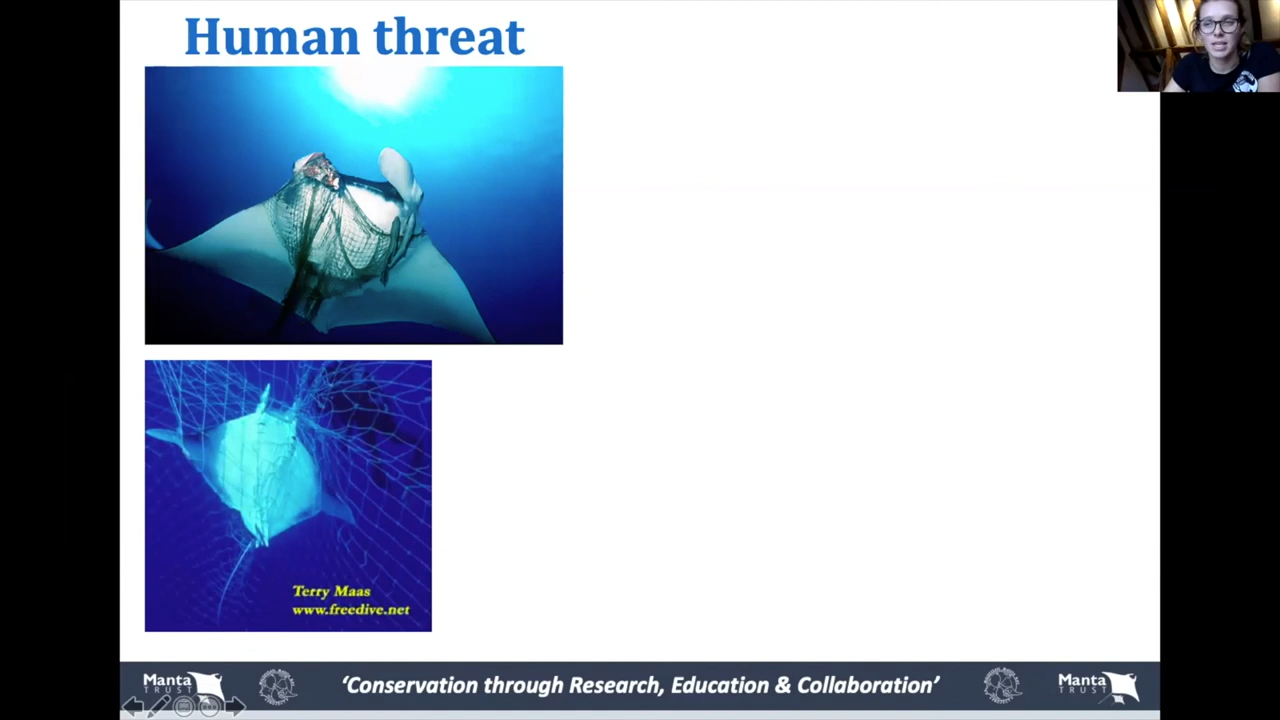 Human threat
Terry Maas
www.freedive.net
Manta
TRUST
'Conservation through Research, Education & Collaboration'
Manta
TRUST